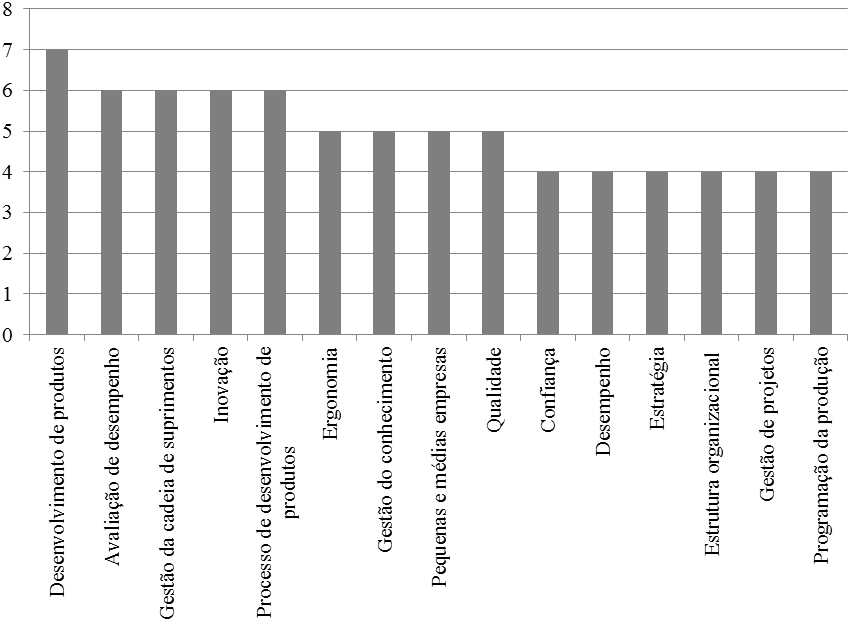 8
7
6
5
4
3
2
1
0
Desenvolvimento de produtos
Avaliação de desempenho
Gestão da cadeia de suprimentos
Inovação
Processo de desenvolvimento de
produtos
Ergonomia
Gestão do conhecimento
Pequenas e médias empresas
Qualidade
Confiança
Desempenho
Estratégia
Estrutura organizacional
Gestão de projetos
Programação da produção